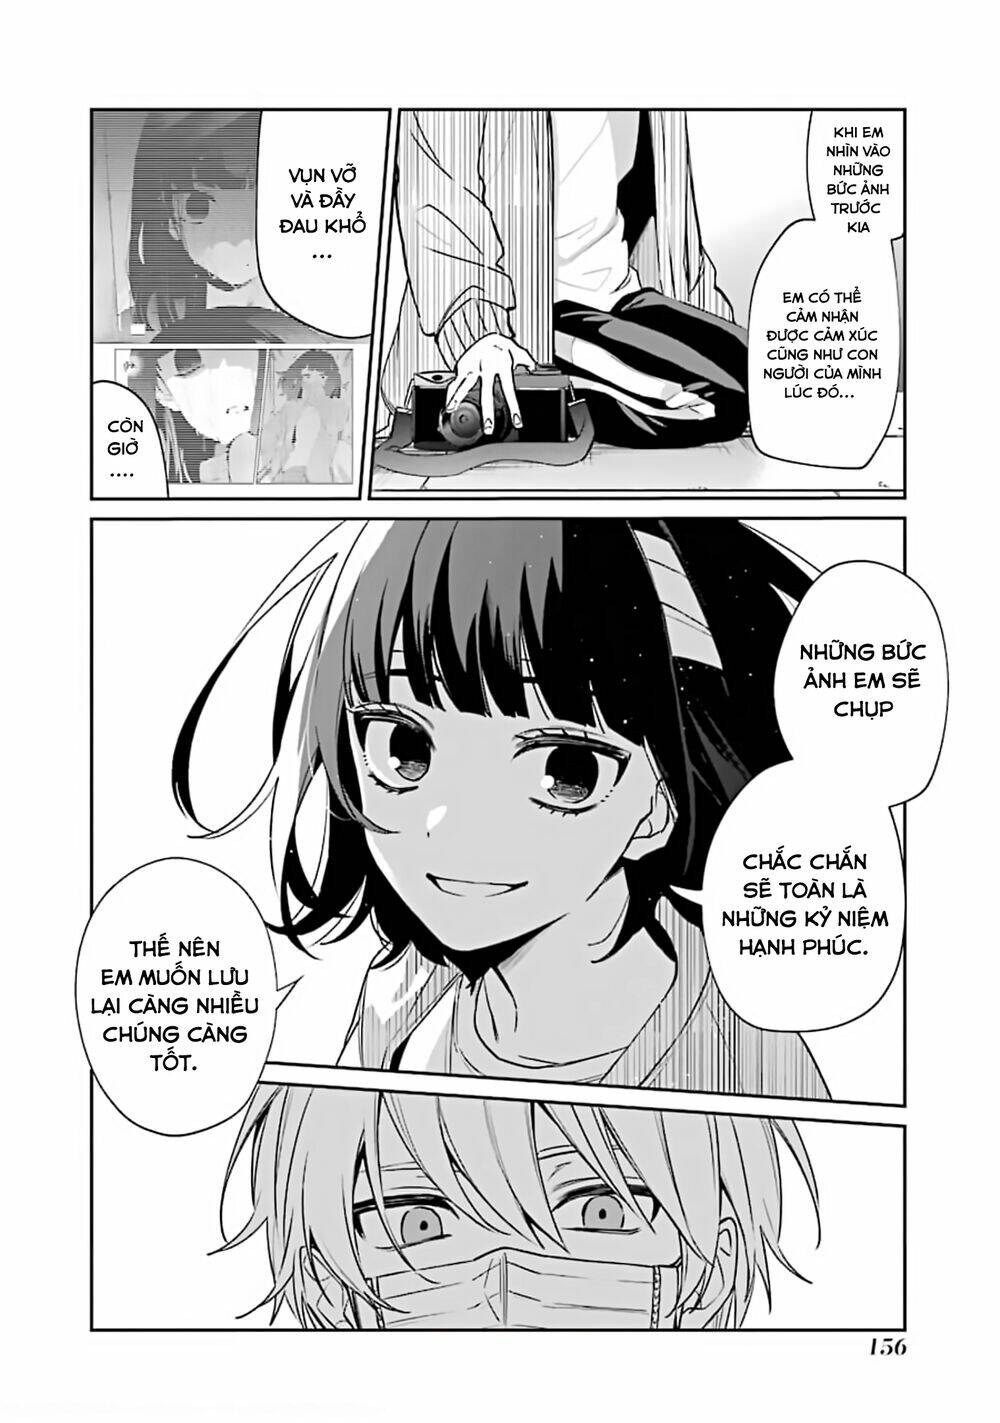 KHI EM
NHÌN VÀO
NHỮNG
BỨC ẢNH
TRƯỚC
KIA
EM CÓ THỂ
CẢM NHẬN
ĐƯỢC CẢM XÚC
CŨNG NHƯ CON
NGƯỜI CỦA MÌNH
LÚC ĐÓ...
VỤN VỠ
VÀ ĐẦY
ĐAU KHỔ
...
CÒN
GIỜ
....
NHỮNG BỨC
ẢNH EM SẼ
CHỤP
CHẮC CHẮN
SẼ TOÀN LÀ
NHỮNG KỶ NIỆM
HẠNH PHÚC.
THẾ NÊN
EM MUỐN LƯU
LẠI CÀNG NHIỀU
CHÚNG CÀNG
TỐT.
156